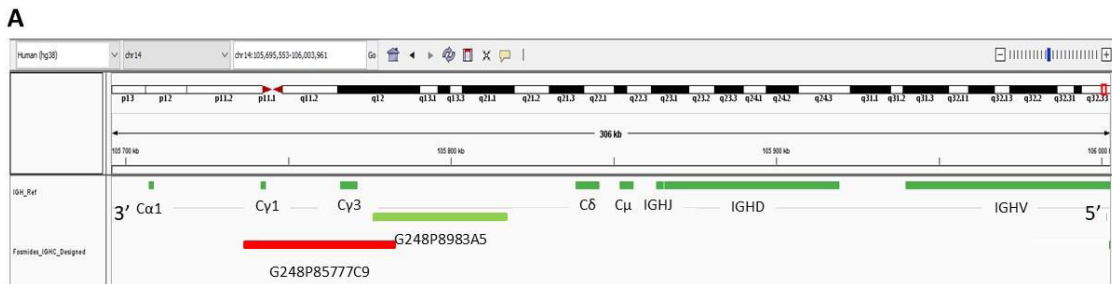 A
Human (hg38) chr14 chr14:105,695,553-106,003,961 Go
p13 p12 p11.2 p11.1 q11.2 q12 q13.1 q13.3 q21.1 q21.2 q21.3 q22.1 q22.3 q23.1 q23.2 q23.3 q24.1 q24.2 q24.3 q31.1 q31.2 q31.3 q32.11 q32.13 q32.2 q32.31 q32.33
306 kb
105 700 kb 105 800 kb 105 900 kb 106 000
IGH_Ref
3’ Cα1 Cγ1 Cγ3 Cδ Cμ IGHJ IGHD IGHV 5’
G248P8983A5
Fosmides_IGHC_Designed
G248P85777C9